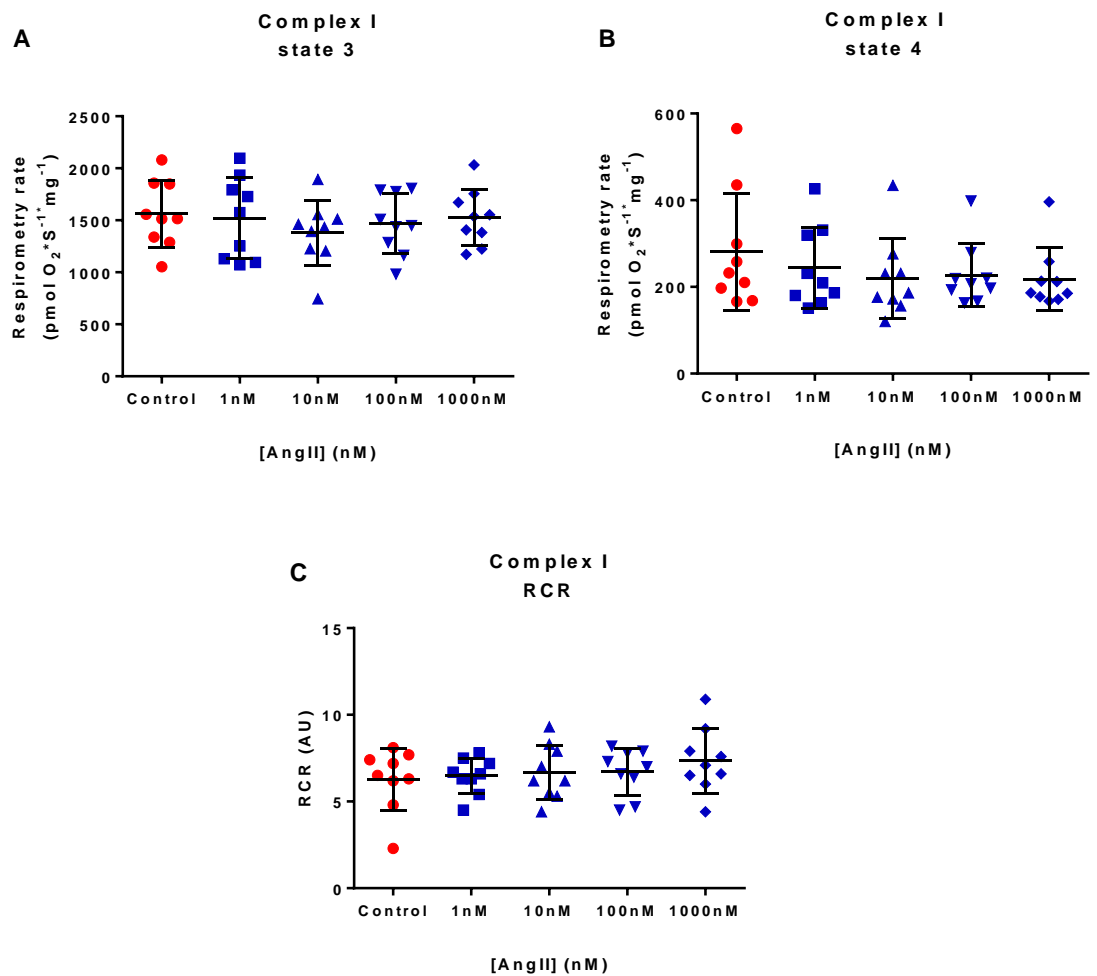 A
Complex I
state 3
Respirometry rate
(pmol O2*S-1*mg-1)
2500
2000
1500
1000
500
0
Control 1nM 10nM 100nM 1000nM
[AngII] (nM)
B
Complex I
state 4
Respirometry rate
(pmol O2*S-1*mg-1)
600
400
200
0
Control 1nM 10nM 100nM 1000nM
[AngII] (nM)
C
Complex I
RCR
RCR (AU)
15
10
5
0
Control 1nM 10nM 100nM 1000nM
[AngII] (nM)